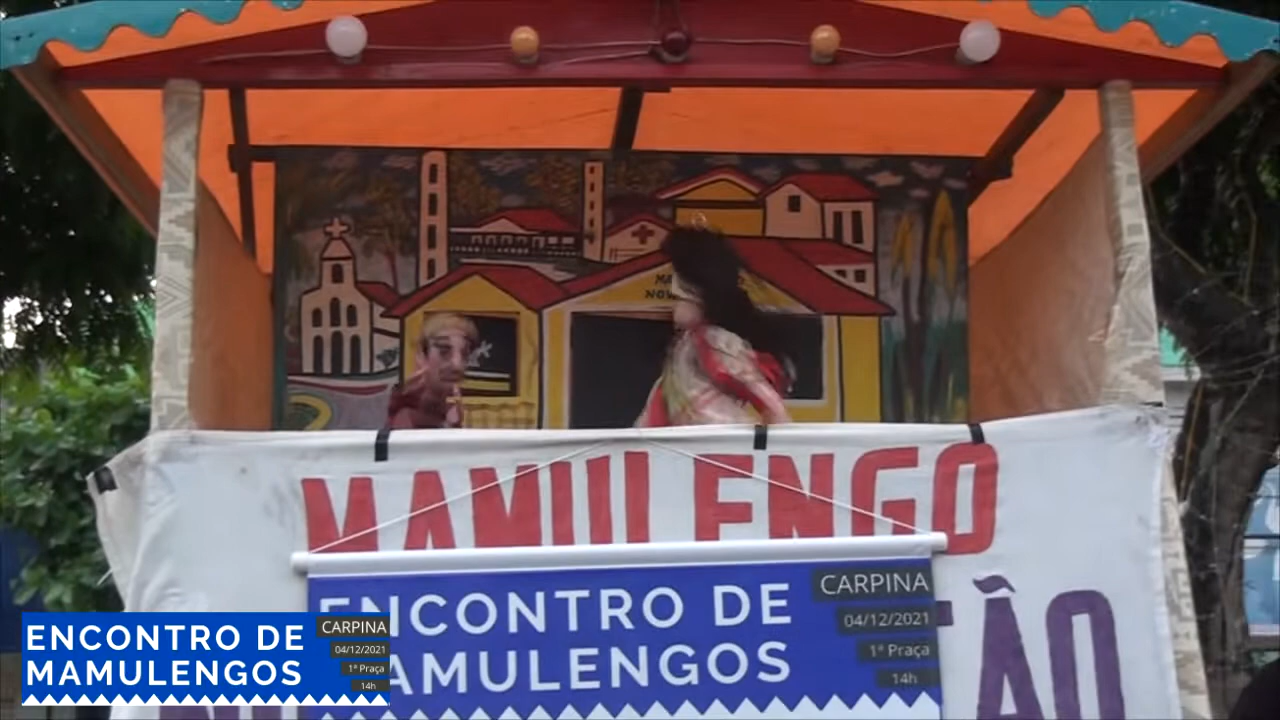 MAMULENGO
ÃO
ENCONTRO DE
MAMULENGOS
CARPINA
04/12/2021
1ª Praça
14h
ENCONTRO DE
MAMULENGOS
CARPINA
04/12/2021
1ª Praça
14h